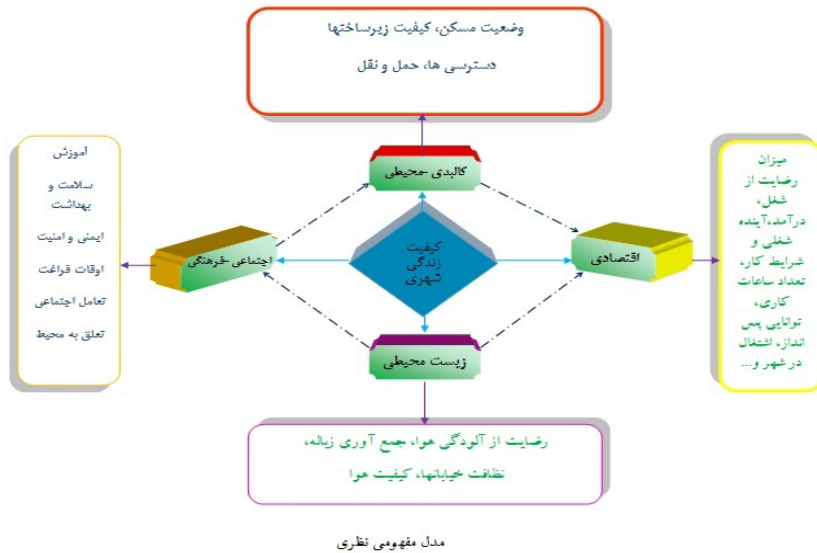 وضعیت مسکن، کیفیت زیرساختها
دسترسی ها، حمل و نقل
کالبدی-محیطی
آموزش
سلامت و
بهداشت
ایمنی و امنیت
اوقات فراغت
تعامل اجتماعی
تعلق به محیط
اجتماعی-فرهنگی
کیفیت
زندگی
شهری
اقتصادی
میزان
رضایت از
شغل،
درآمد،آینده
شغلی و
شرایط کار،
تعداد ساعات
کاری،
توانایی پس
انداز، اشتغال
در شهر و...
زیست محیطی
رضایت از آلودگی هوا، جمع آوری زباله،
نظافت خیابانها، کیفیت هوا
مدل مفهومی نظری